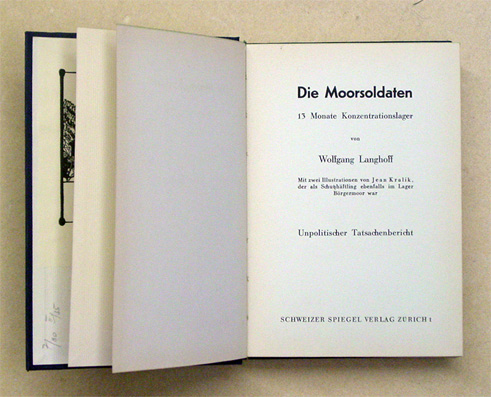 Die Moorsoldaten
13 Monate Konzentrationslager
von
Wolfgang Langhoff
Mit zwei Illustrationen von Jean Kralik,
der als Schutzhäftling ebenfalls im Lager
Börgermoor war
Unpolitischer Tatsachenbericht
SCHWEIZER SPIEGEL VERLAG ZÜRICH 1